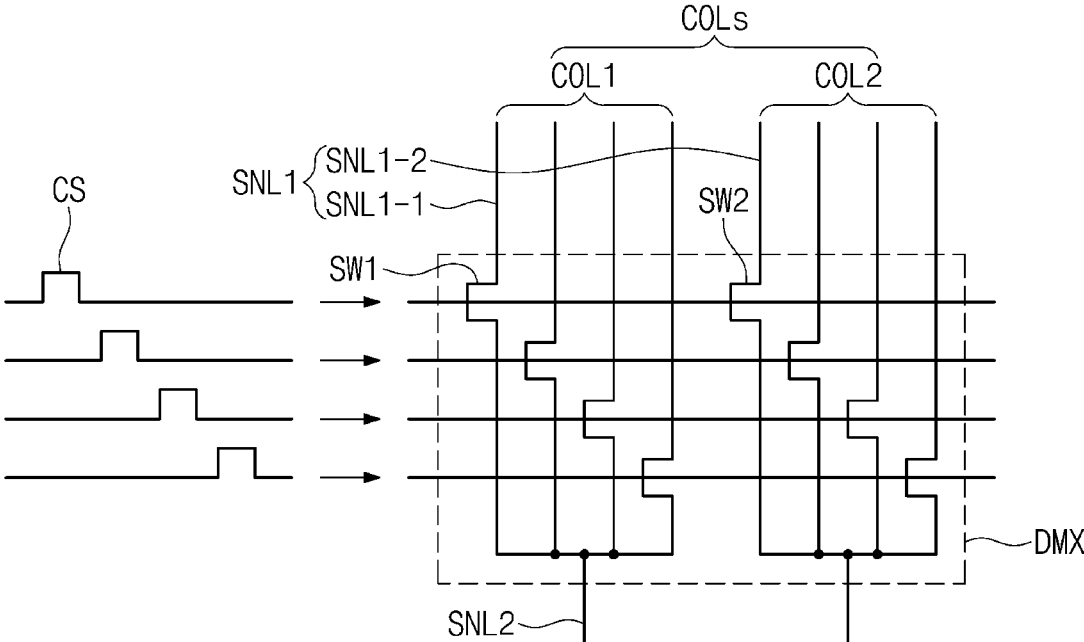 COLs
COL1
COL2
SNL1
SNL1-2
SNL1-1
CS
SW2
SW1
DMX
SNL2